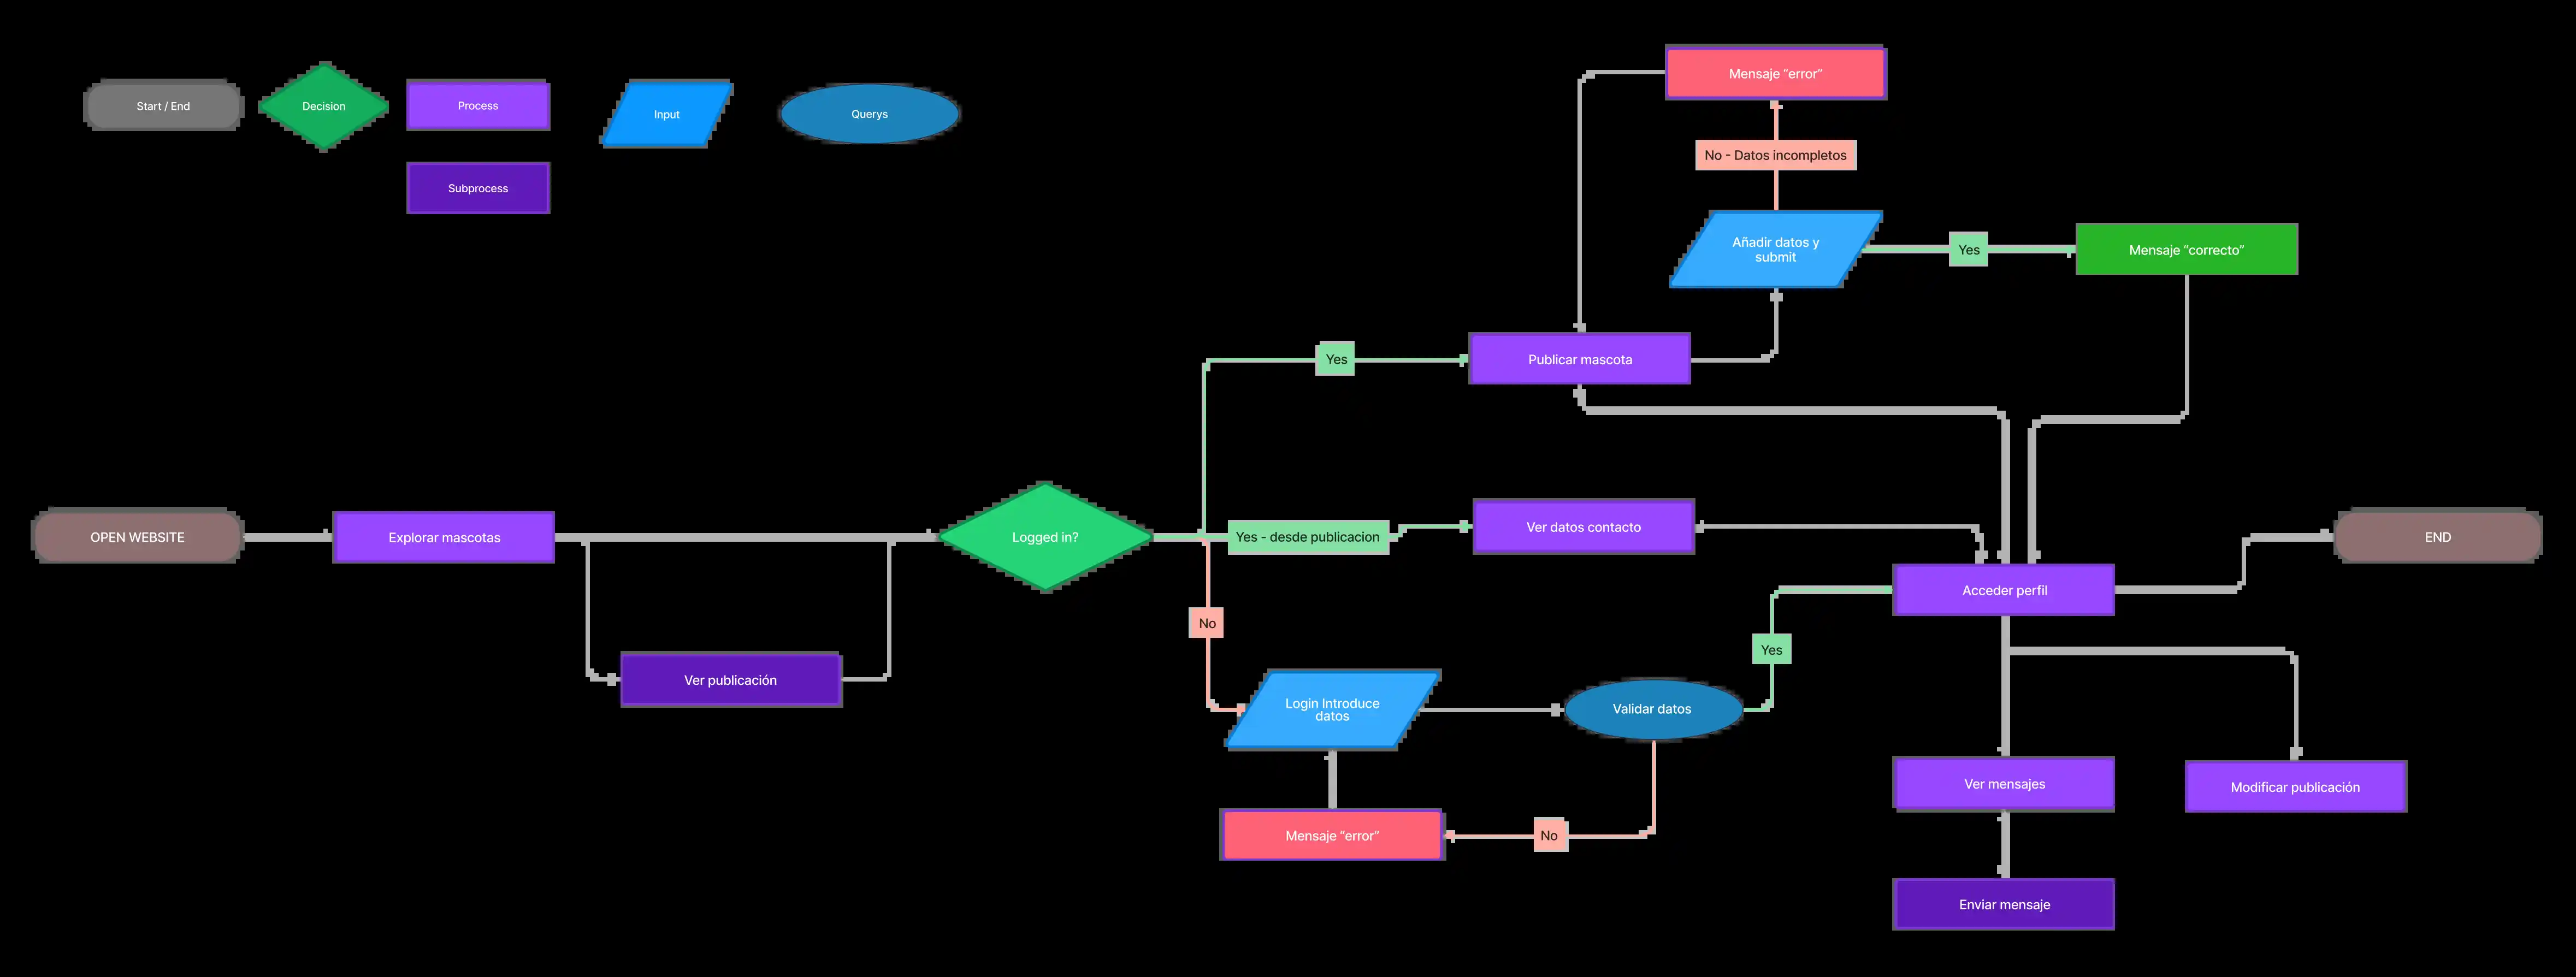 Start / End
Decision
Process
Input
Querys
Subprocess
Mensaje “error”
No - Datos incompletos
Añadir datos y
submit
Yes
Mensaje “correcto”
Yes
Publicar mascota
OPEN WEBSITE
Explorar mascotas
Logged in?
Yes - desde publicacion
Ver datos contacto
END
Acceder perfil
No
Yes
Ver publicación
Login Introduce
datos
Validar datos
Ver mensajes
Modificar publicación
Mensaje “error”
No
Enviar mensaje